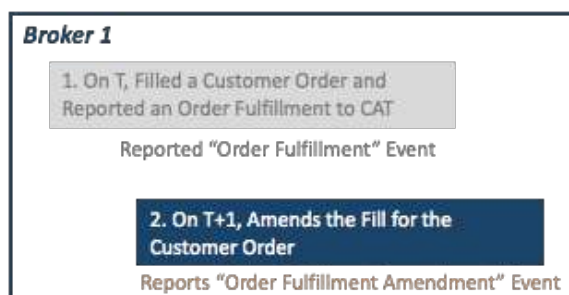 Broker 1
1. On T, Filled a Customer Order and
Reported an Order Fulfillment to CAT
Reported “Order Fulfillment” Event
2. On T+1, Amends the Fill for the
Customer Order
Reports “Order Fulfillment Amendment” Event